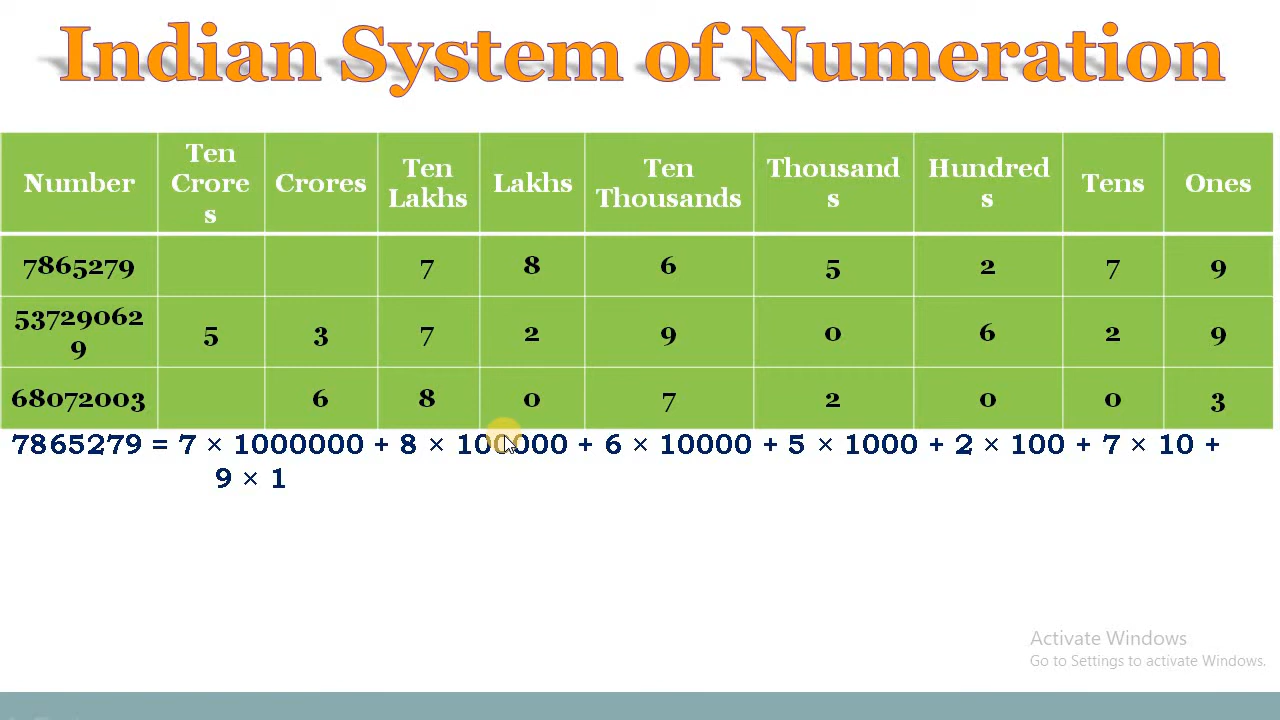 Indian System of Numeration
Number Ten Crore s Crores Ten Lakhs Lakhs Ten Thousands Thousand s Hundred s Tens Ones
7865279 7 8 6 5 2 7 9
53729062 9 5 3 7 2 9 0 6 2 9
68072003 6 8 0 7 2 0 0 3
7865279 = 7 × 1000000 + 8 × 100000 + 6 × 10000 + 5 × 1000 + 2 × 100 + 7 × 10 +
9 × 1
Activate Windows
Go to Settings to activate Windows.